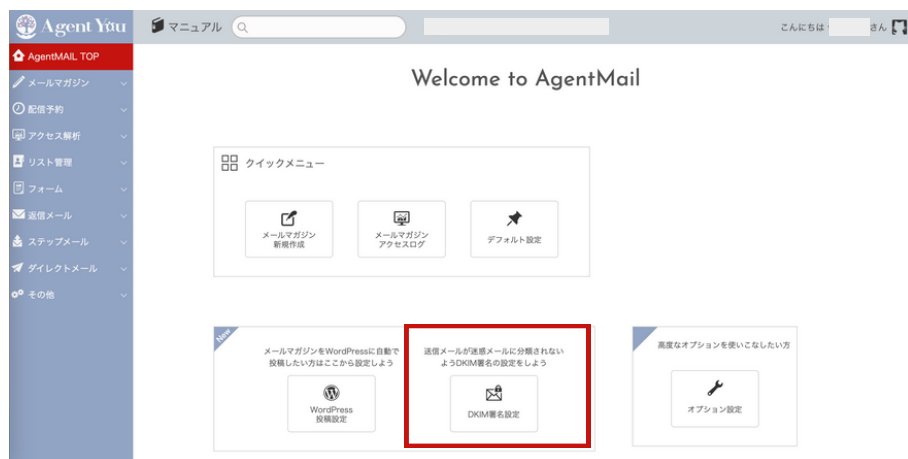 Agent You
マニュアル
こんにちは
さん
AgentMAIL TOP
メールマガジン
配信予約
アクセス解析
リスト管理
フォーム
返信メール
ステップメール
ダイレクトメール
その他
Welcome to AgentMail
クイックメニュー
メールマガジン
新規作成
メールマガジン
アクセスログ
デフォルト設定
New
メールマガジンをWordPressに自動で
投稿したい方はここから設定しよう
WordPress
投稿設定
送信メールが迷惑メールに分類されない
ようDKIM署名の設定をしよう
DKIM署名設定
高度なオプションを使いこなしたい方
オプション設定